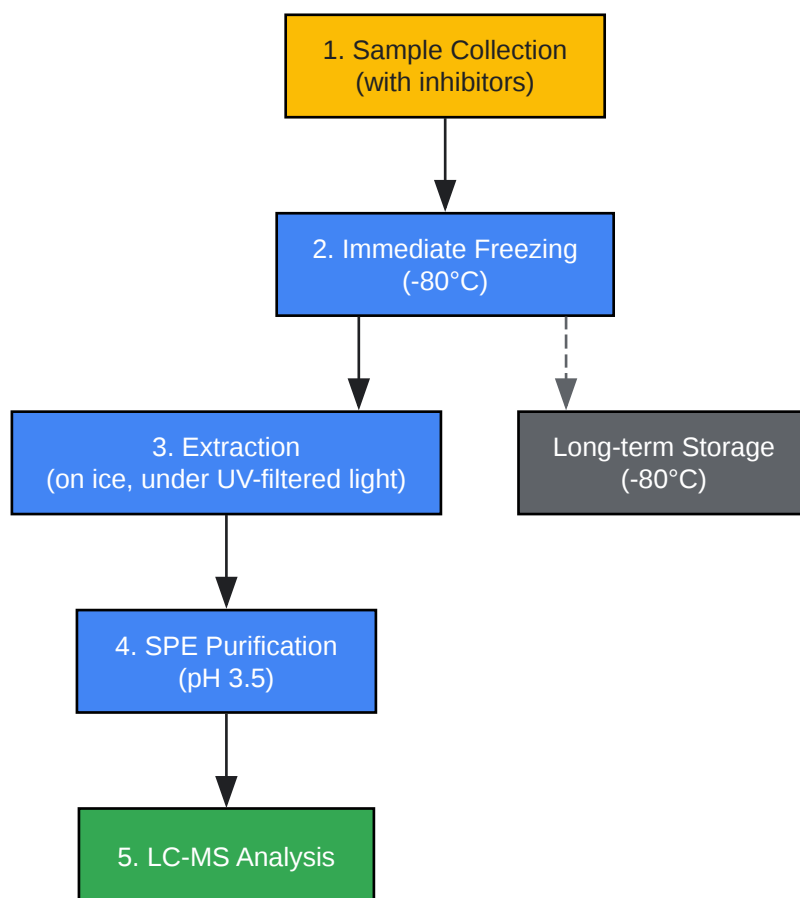 1. Sample Collection
(with inhibitors)
2. Immediate Freezing
(-80°C)
3. Extraction
(on ice, under UV-filtered light)
Long-term Storage
(-80°C)
4. SPE Purification
(pH 3.5)
5. LC-MS Analysis